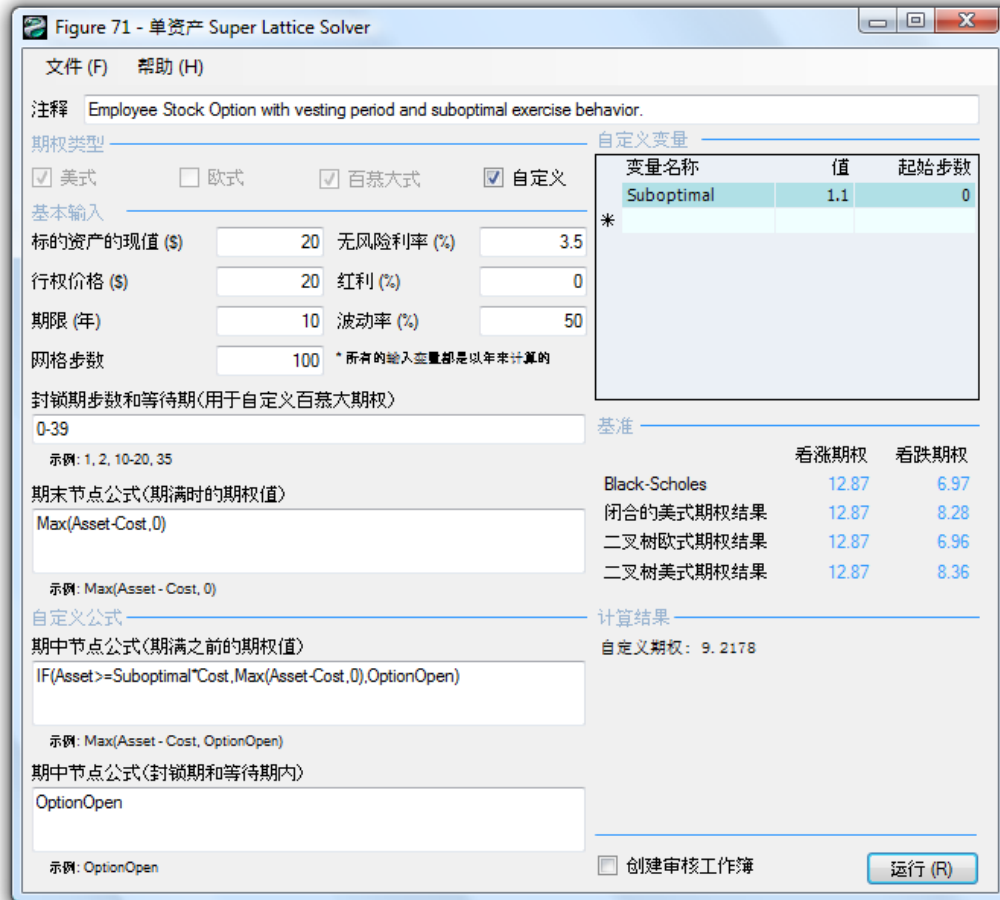 Figure 71 - 单资产 Super Lattice Solver
文件 (F) 帮助 (H)
注释 Employee Stock Option with vesting period and suboptimal exercise behavior.
期权类型
美式 欧式 百慕大式 自定义
基本输入
标的资产的现值 ($) 20 无风险利率 (%) 3.5
行权价格 ($) 20 红利 (%) 0
期限 (年) 10 波动率 (%) 50
网格步数 100 * 所有的输入变量都是以年来计算的
封锁期步数和等待期(用于自定义百慕大期权)
0-39
示例: 1, 2, 10-20, 35
期末节点公式(期满时的期权值)
Max(Asset-Cost,0)
示例: Max(Asset - Cost, 0)
自定义公式
期中节点公式(期满之前的期权值)
IF(Asset>=Suboptimal*Cost,Max(Asset-Cost,0),OptionOpen)
示例: Max(Asset - Cost, OptionOpen)
期中节点公式(封锁期和等待期内)
OptionOpen
示例: OptionOpen
自定义变量
变量名称 值 起始步数
Suboptimal 1.1 0
*
基准
看涨期权 看跌期权
Black-Scholes 12.87 6.97
闭合的美式期权结果 12.87 8.28
二叉树欧式期权结果 12.87 6.96
二叉树美式期权结果 12.87 8.36
计算结果
自定义期权: 9.2178
创建审核工作簿 运行 (R)